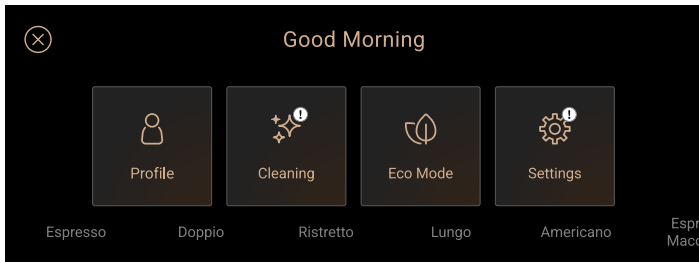 Good Morning
!
!
Profile
Cleaning
Eco Mode
Settings
Espresso
Doppio
Ristretto
Lungo
Americano